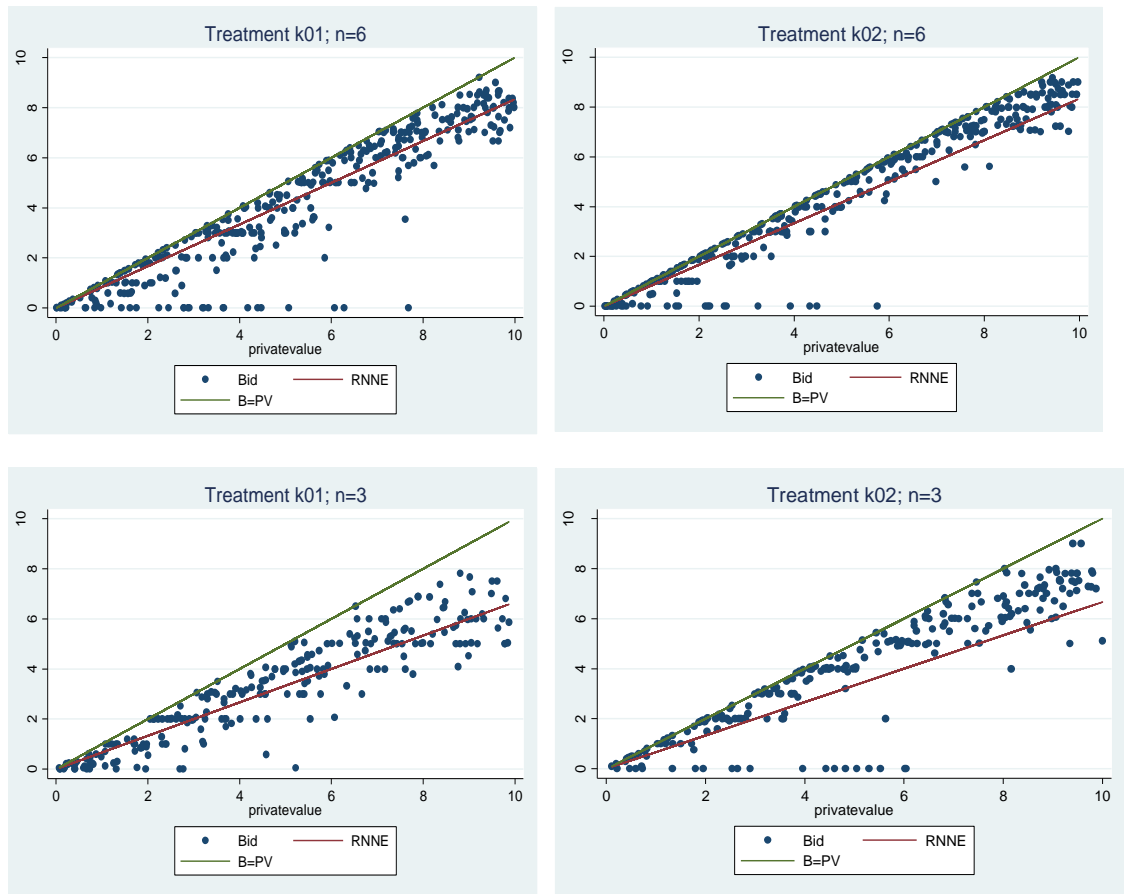 Treatment k01; n=6
10
8
6
4
2
0
0 2 4 6 8 10
privatevalue
Bid RNNE
B=PV
Treatment k02; n=6
10
8
6
4
2
0
0 2 4 6 8 10
privatevalue
Bid RNNE
B=PV
Treatment k01; n=3
10
8
6
4
2
0
0 2 4 6 8 10
privatevalue
Bid RNNE
B=PV
Treatment k02; n=3
10
8
6
4
2
0
0 2 4 6 8 10
privatevalue
Bid RNNE
B=PV